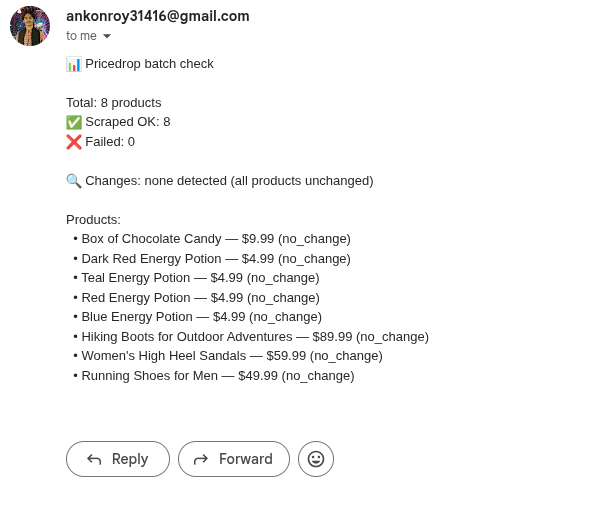 ankonroy31416@gmail.com
to me
📊 Pricedrop batch check
Total: 8 products
✅ Scraped OK: 8
❌ Failed: 0
🔍 Changes: none detected (all products unchanged)
Products:
• Box of Chocolate Candy — $9.99 (no_change)
• Dark Red Energy Potion — $4.99 (no_change)
• Teal Energy Potion — $4.99 (no_change)
• Red Energy Potion — $4.99 (no_change)
• Blue Energy Potion — $4.99 (no_change)
• Hiking Boots for Outdoor Adventures — $89.99 (no_change)
• Women's High Heel Sandals — $59.99 (no_change)
• Running Shoes for Men — $49.99 (no_change)
Reply
Forward